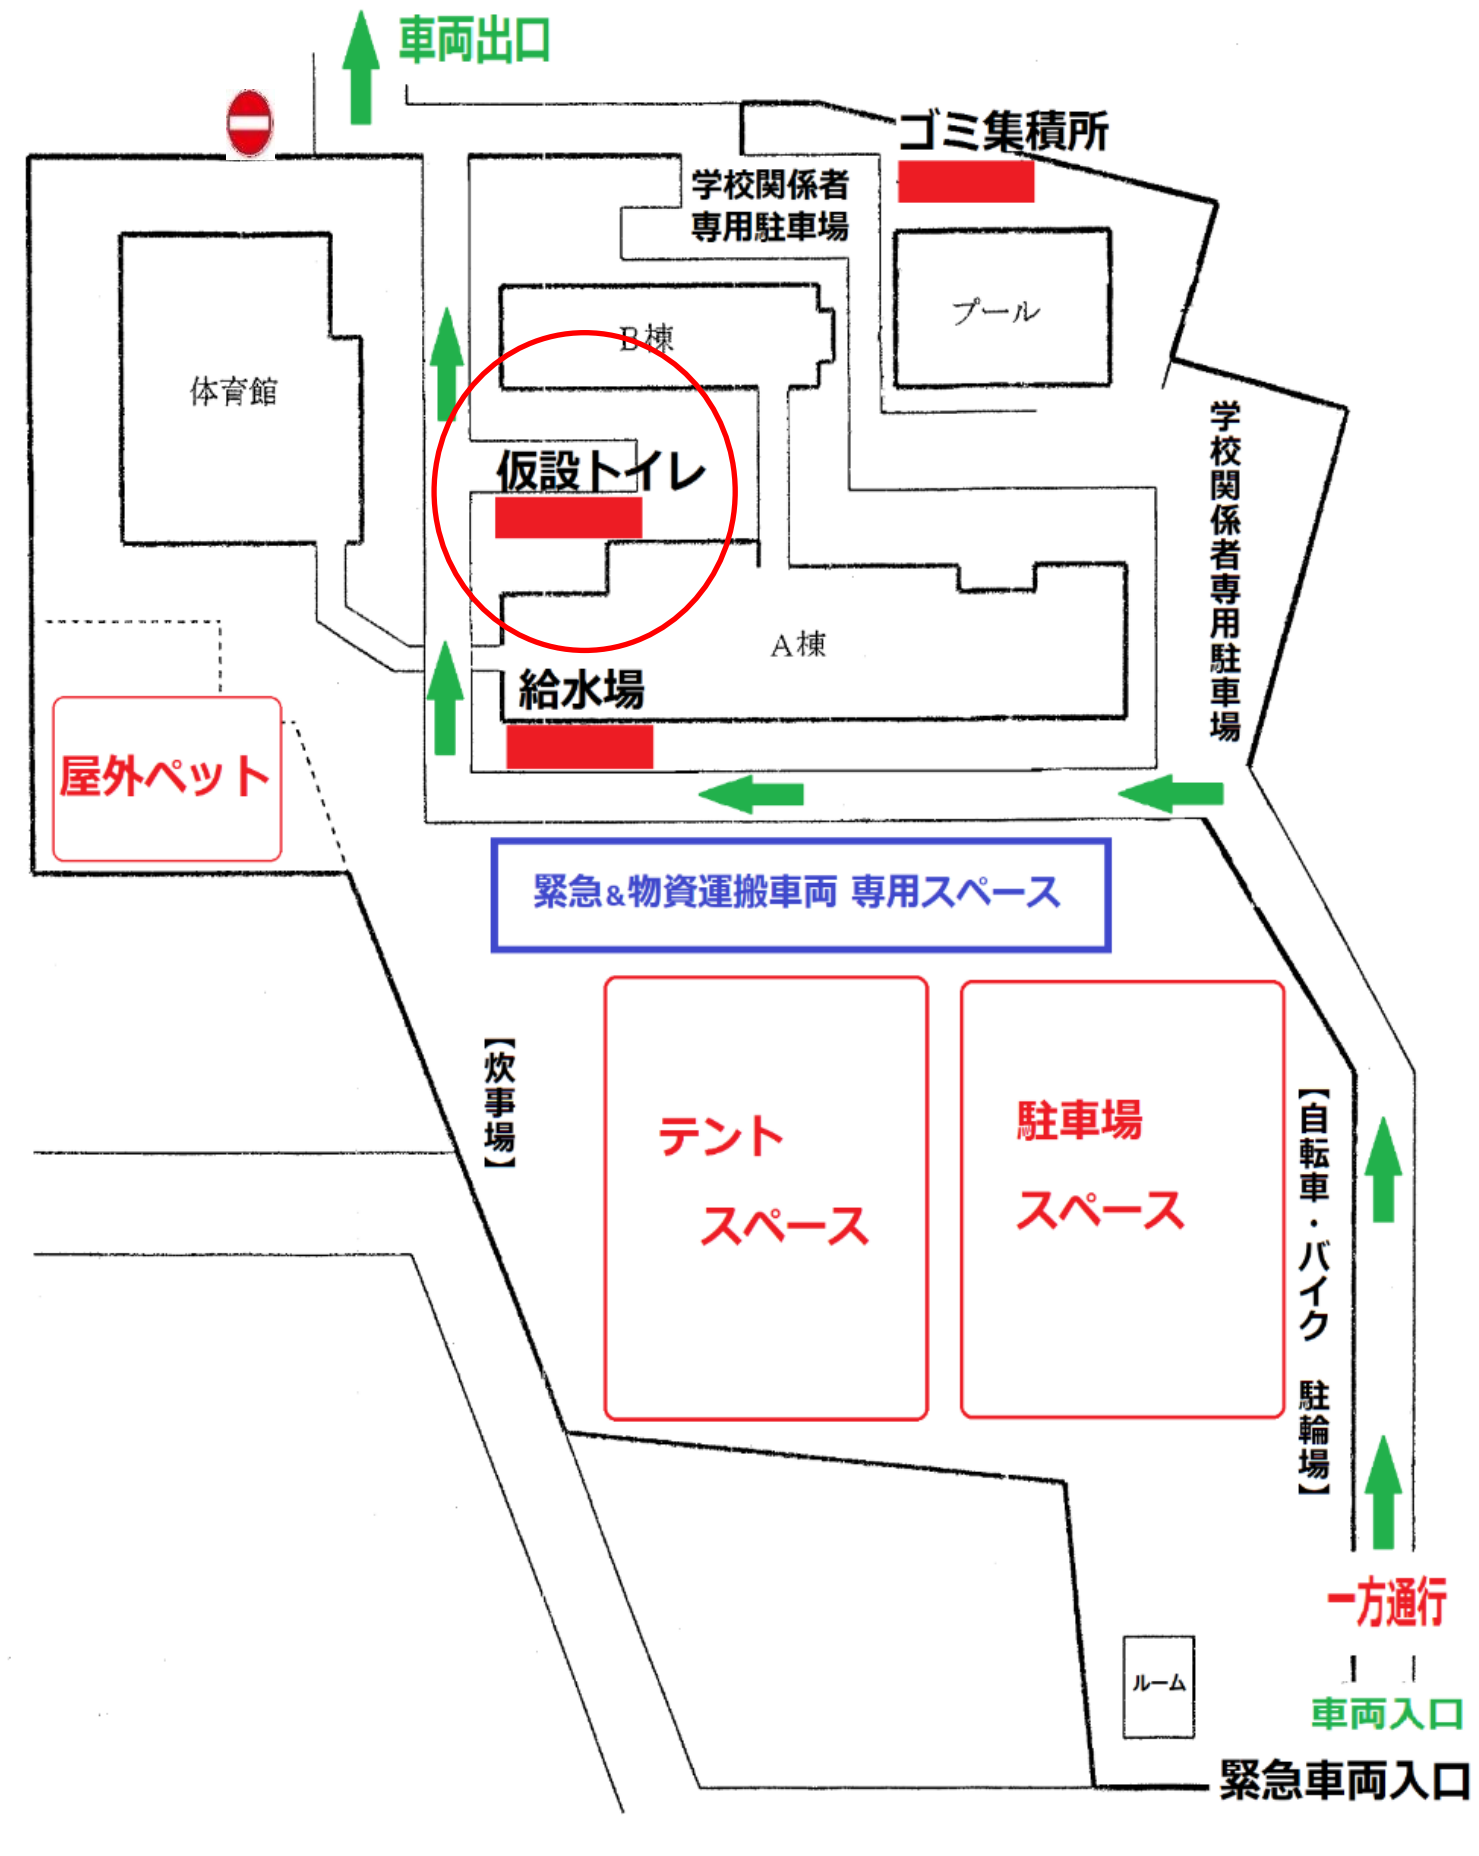 車両出口
ゴミ集積所
学校関係者
専用駐車場
プール
B棟
体育館
仮設トイレ
学校関係者専用駐車場
A棟
給水場
屋外ペット
緊急&物資運搬車両 専用スペース
【炊事場】
テント
スペース
駐車場
スペース
【自転車・バイク 駐輪場】
一方通行
ルーム
車両入口
緊急車両入口